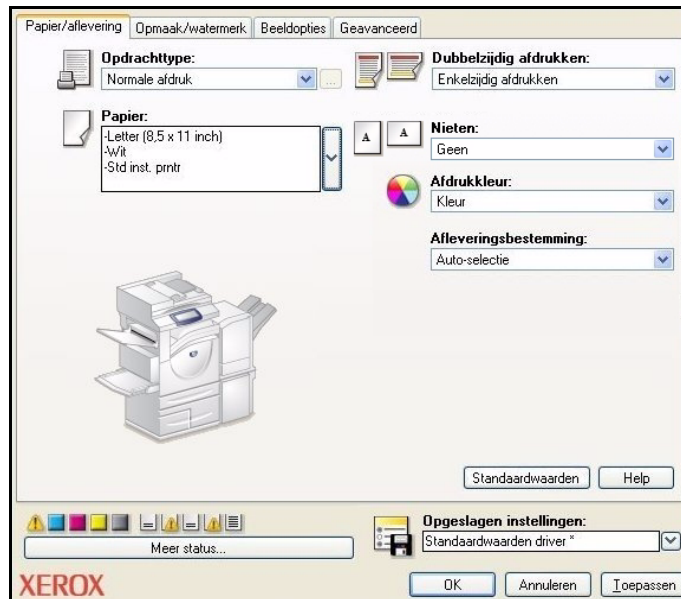 Papier/aflevering Opmaak/watermerk Beeldopties Geavanceerd
Opdrachttype:
Normale afdruk
...
Papier:
-Letter (8,5 x 11 inch)
-Wit
-Std inst. prntr
Dubbelzijdig afdrukken:
Enkelzijdig afdrukken
A A
Nieten:
Geen
Afdrukkleur:
Kleur
Afleveringsbestemming:
Auto-selectie
Standaardwaarden Help
Meer status...
Opgeslagen instellingen:
Standaardwaarden driver *
XEROX
OK Annuleren Toepassen